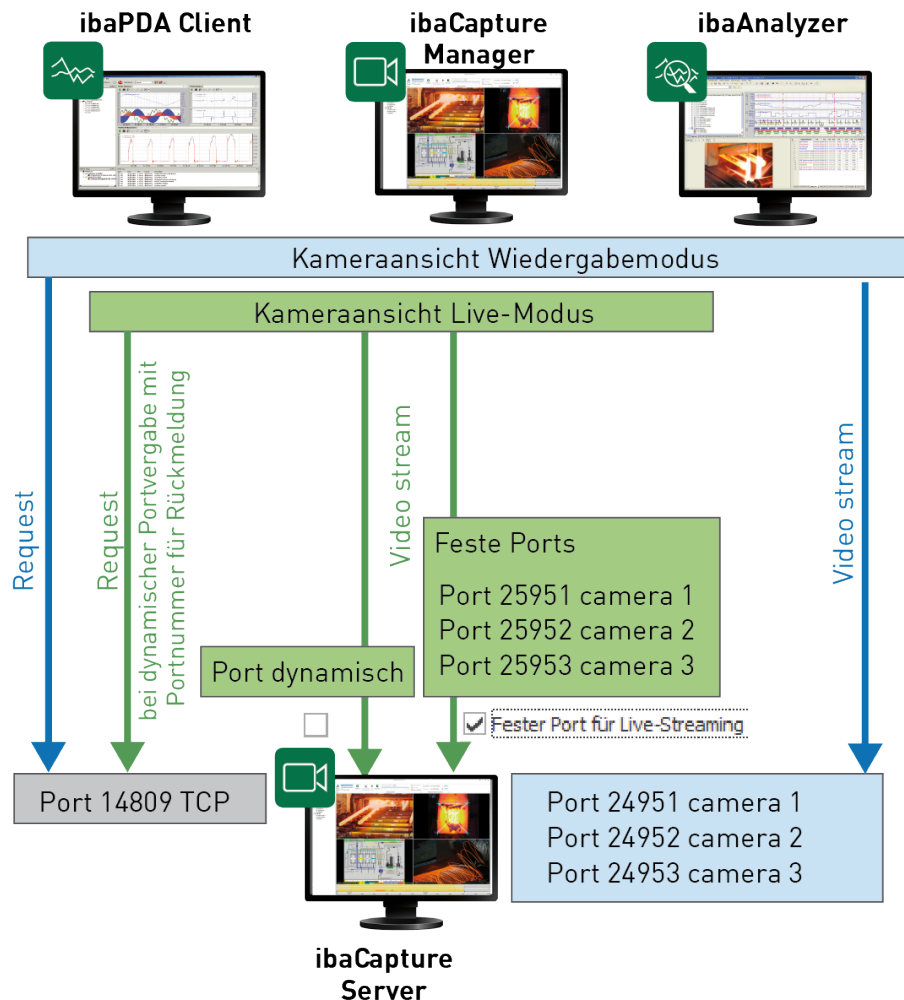 ibaPDA Client
ibaCapture
Manager
ibaAnalyzer
Kameraansicht Wiedergabemodus
Kameraansicht Live-Modus
Request
Request
bei dynamischer Portvergabe mit
Portnummer für Rückmeldung
Video stream
Video stream
Feste Ports
Port 25951 camera 1
Port 25952 camera 2
Port 25953 camera 3
Port dynamisch
Fester Port für Live-Streaming
Port 14809 TCP
Port 24951 camera 1
Port 24952 camera 2
Port 24953 camera 3
ibaCapture
Server